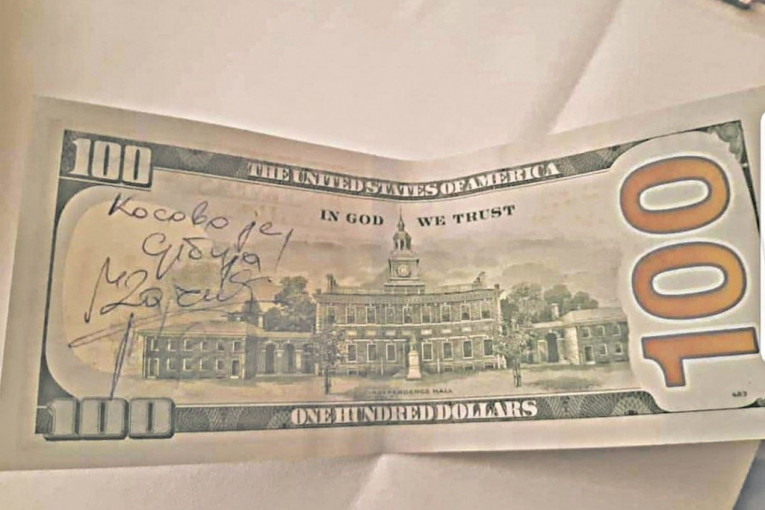 100
THE UNITED STATES OF AMERICA
IN GOD WE TRUST
Косово је
Србија
100
INDEPENDENCE HALL
100
ONE HUNDRED DOLLARS